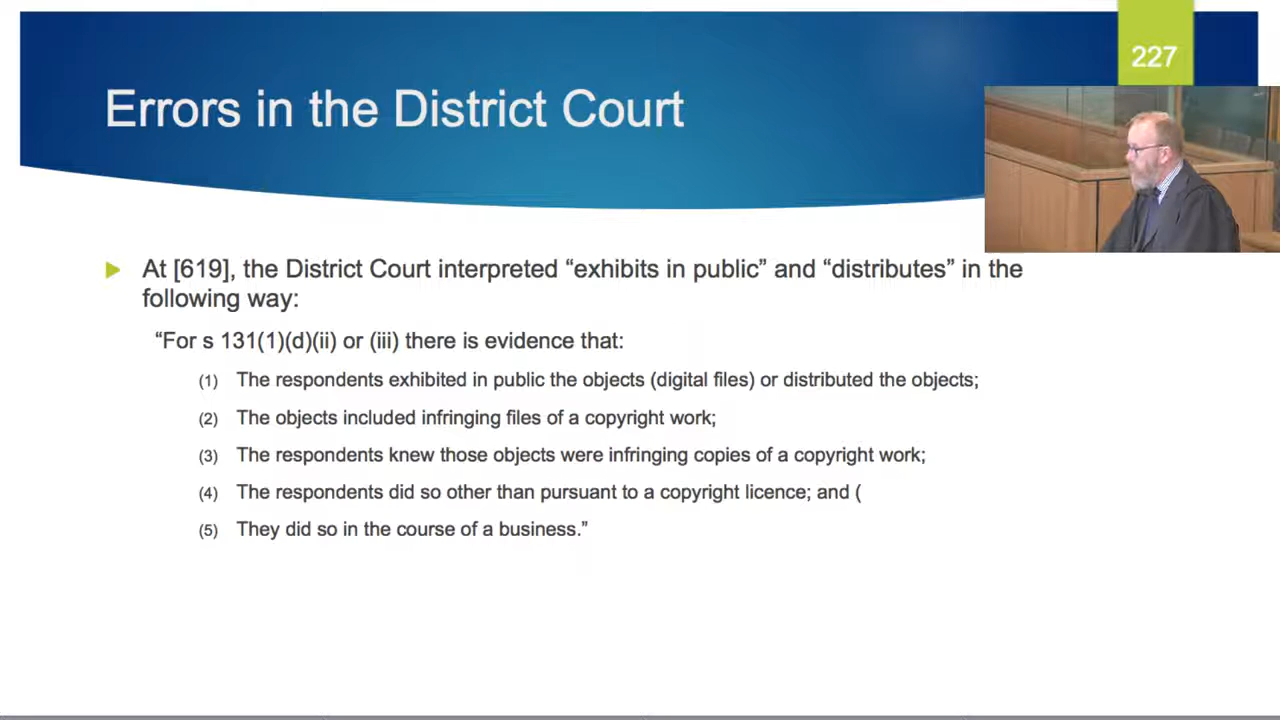 227
Errors in the District Court
At [619], the District Court interpreted “exhibits in public” and “distributes” in the
following way:
“For s 131(1)(d)(ii) or (iii) there is evidence that:
(1) The respondents exhibited in public the objects (digital files) or distributed the objects;
(2) The objects included infringing files of a copyright work;
(3) The respondents knew those objects were infringing copies of a copyright work;
(4) The respondents did so other than pursuant to a copyright licence; and (
(5) They did so in the course of a business.”